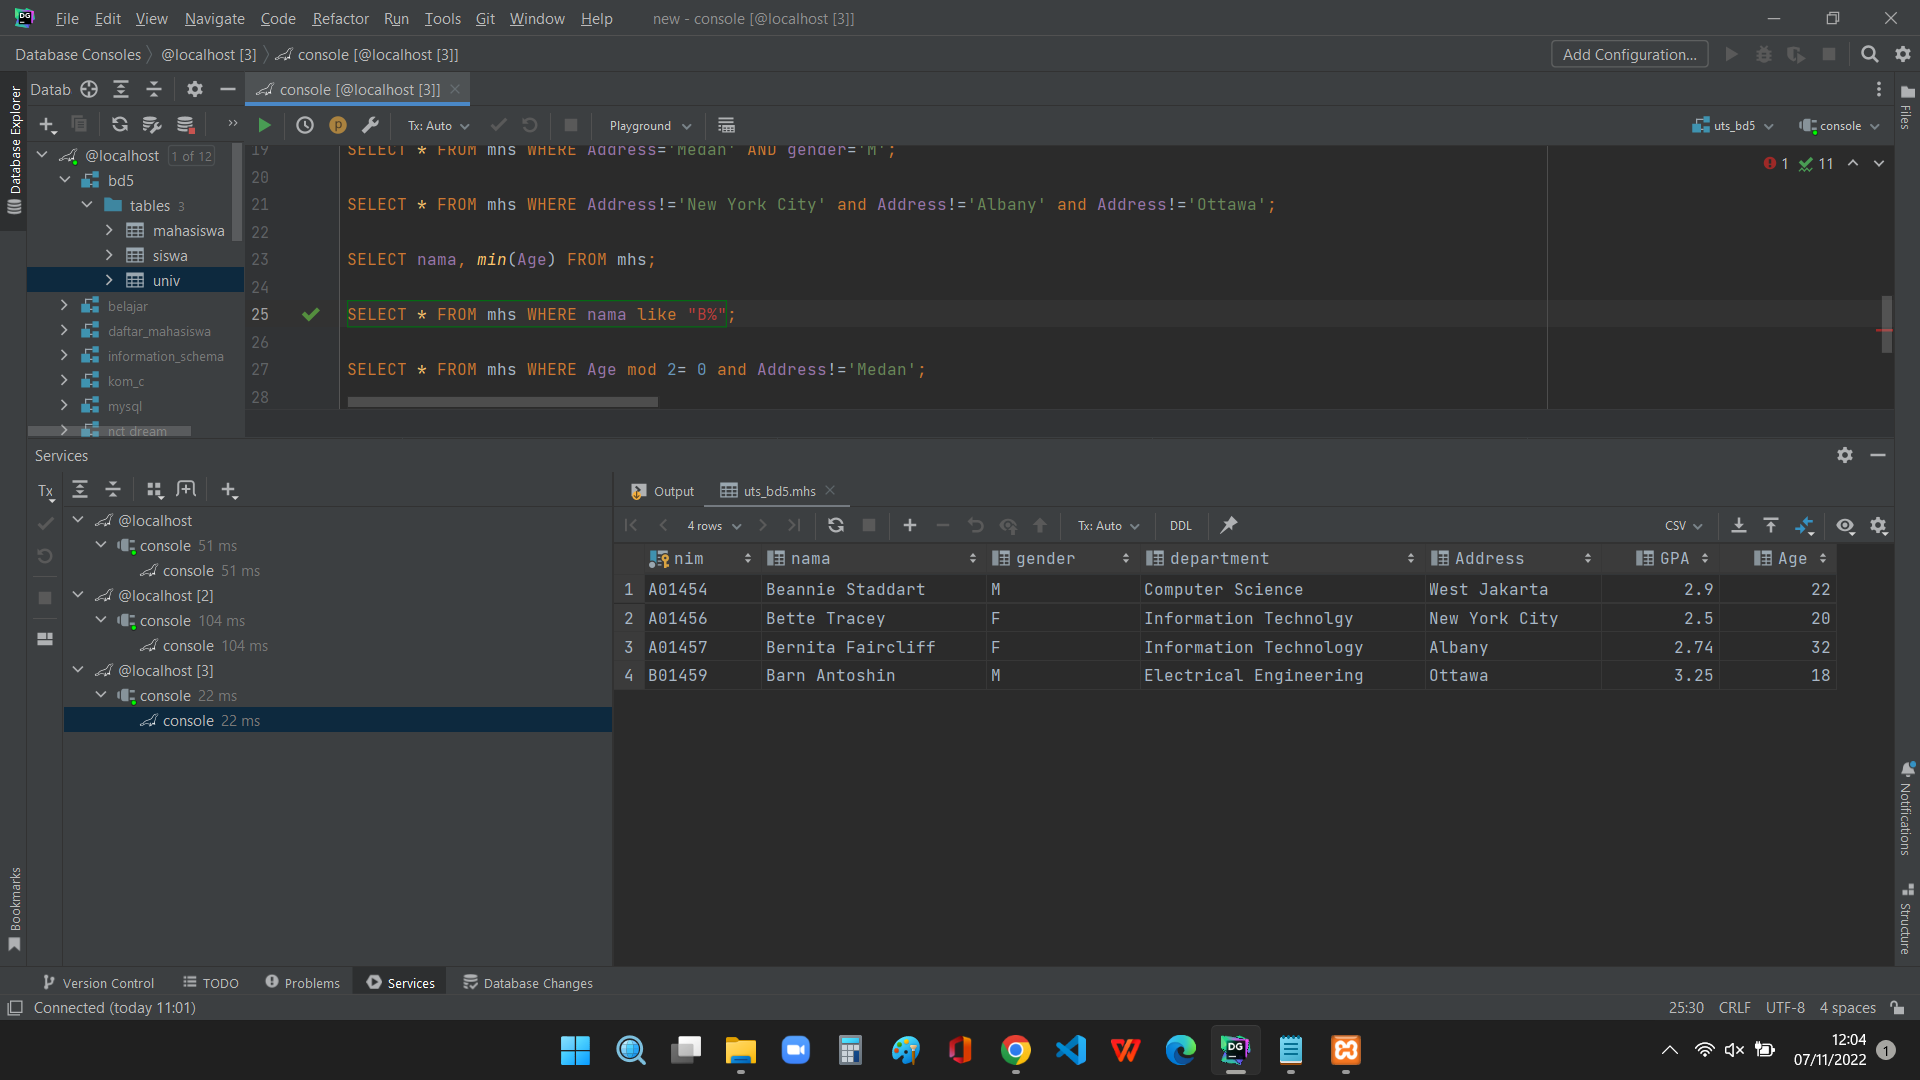 DG File Edit View Navigate Code Refactor Run Tools Git Window Help new - console [@localhost [3]]
Database Consoles @localhost [3] console [@localhost [3]] Add Configuration...
Datab console [@localhost [3]]
Database Explorer
Files
Tx: Auto Playground uts_bd5 console
@localhost 1 of 12
bd5
tables 3
mahasiswa
siswa
univ
belajar
daftar_mahasiswa
information_schema
kom_c
mysql
nct dream
1 11
19 SELECT * FROM mhs WHERE Address='Medan' AND gender='M';
20
21 SELECT * FROM mhs WHERE Address!='New York City' and Address!='Albany' and Address!='Ottawa';
22
23 SELECT nama, min(Age) FROM mhs;
24
25 SELECT * FROM mhs WHERE nama like "B%";
26
27 SELECT * FROM mhs WHERE Age mod 2= 0 and Address!='Medan';
28
Services
Tx
@localhost
console 51 ms
console 51 ms
@localhost [2]
console 104 ms
console 104 ms
@localhost [3]
console 22 ms
console 22 ms
Output uts_bd5.mhs
4 rows Tx: Auto DDL CSV
nim nama gender department Address GPA Age
1 A01454 Beannie Staddart M Computer Science West Jakarta 2.9 22
2 A01456 Bette Tracey F Information Technolgy New York City 2.5 20
3 A01457 Bernita Faircliff F Information Technology Albany 2.74 32
4 B01459 Barn Antoshin M Electrical Engineering Ottawa 3.25 18
Notifications
Structure
Bookmarks
Version Control TODO Problems Services Database Changes
Connected (today 11:01) 25:30 CRLF UTF-8 4 spaces
DG
12:04
07/11/2022 1